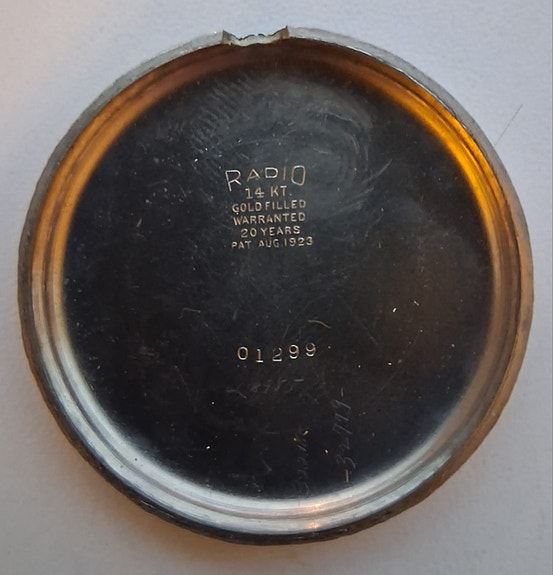 RADIO
14 KT.
GOLD FILLED
WARRANTED
20 YEARS
PAT AUG. 1923
01299